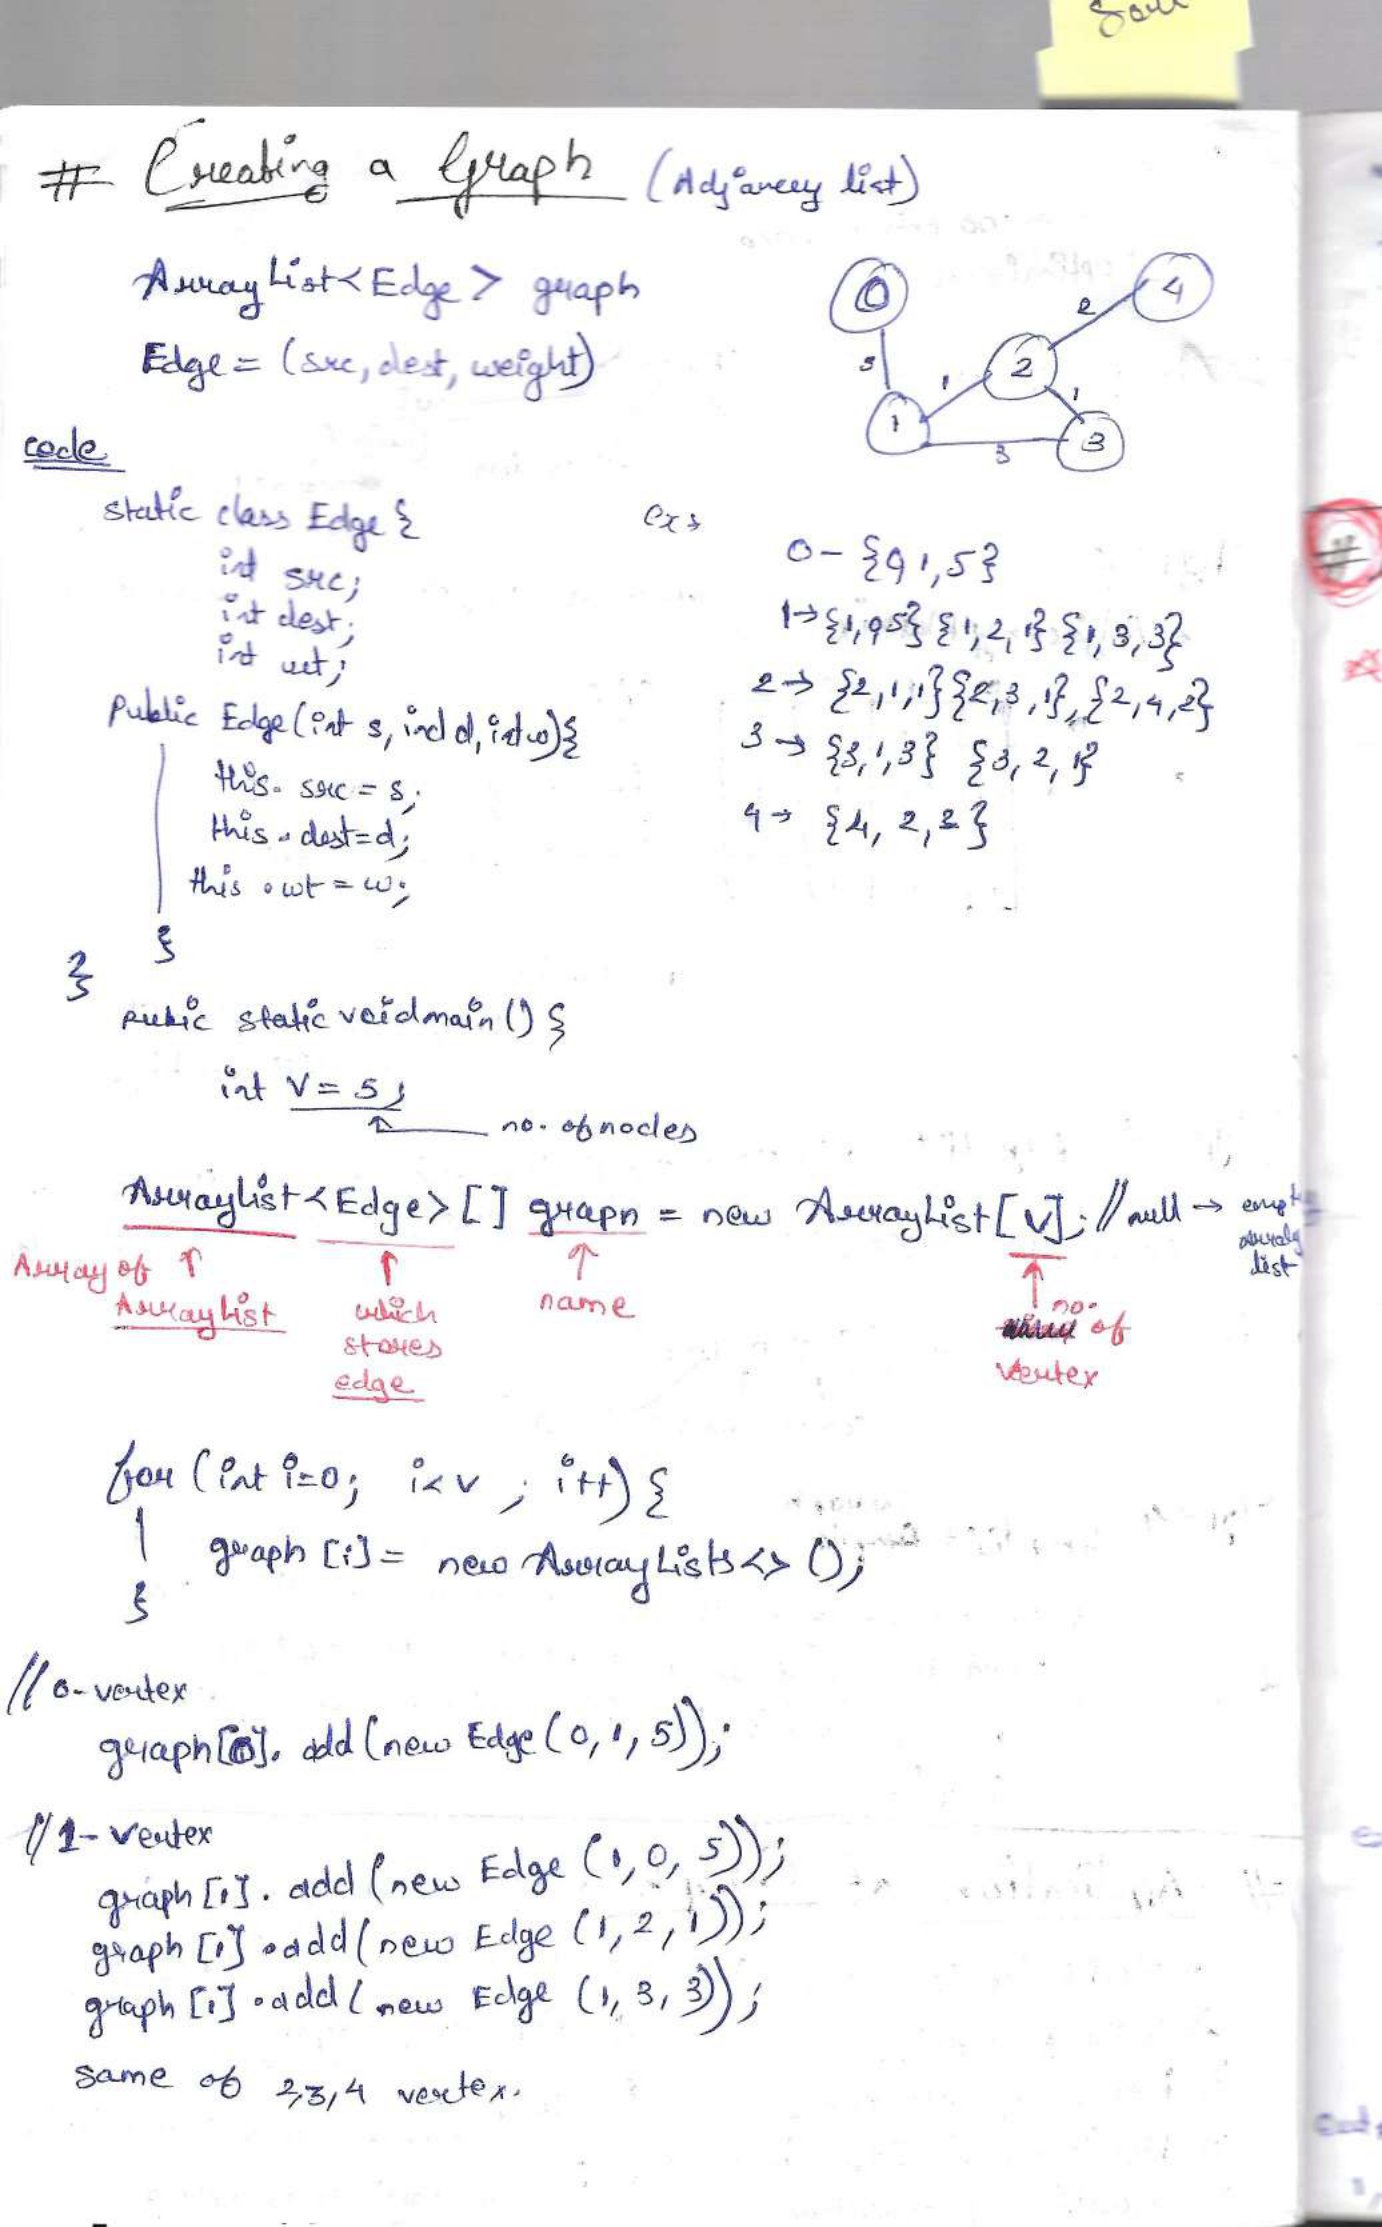 # Creating a Graph (Adjancey list)
ArrayList<Edge> graph
Edge = (src, dest, weight)
0
4
2
5
2
1
1
1
3
3
code
static class Edge {
int src;
int dest;
int wt;
Public Edge (int s, int d, int w) {
this. src = s;
this. dest = d;
this . wt = w;
}
}
ex:
0 - {0,1,5}
1 → {1,0,5} {1,2,1} {1,3,3}
2 → {2,1,1} {2,3,1}, {2,4,2}
3 → {3,1,3} {3,2,1}
4 → {4,2,2}
public static void main () {
int V = 5;
no. of nodes
ArrayList <Edge> [] graph = new ArrayList [V]; // null → empty
array
list
Array of
ArrayList
which
stores
edge
name
no.
of
Vertex
for (int i=0; i<v ; i++) {
graph [i] = new ArrayLists <> ();
}
// 0-vertex
graph[0]. add (new Edge (0, 1, 5));
// 1- vertex
graph [1] . add (new Edge (1, 0, 5));
graph [1] . add (new Edge (1, 2, 1));
graph [1] . add ( new Edge (1, 3, 3));
same of 2,3,4 vertex.
#